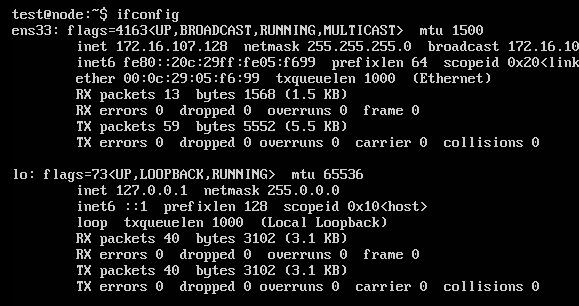 test@node:~$ ifconfig
ens33: flags=4163<UP,BROADCAST,RUNNING,MULTICAST>  mtu 1500
        inet 172.16.107.128  netmask 255.255.255.0  broadcast 172.16.10
        inet6 fe80::20c:29ff:fe05:f699  prefixlen 64  scopeid 0x20<link
        ether 00:0c:29:05:f6:99  txqueuelen 1000  (Ethernet)
        RX packets 13  bytes 1568 (1.5 KB)
        RX errors 0  dropped 0  overruns 0  frame 0
        TX packets 59  bytes 5552 (5.5 KB)
        TX errors 0  dropped 0 overruns 0  carrier 0  collisions 0

lo: flags=73<UP,LOOPBACK,RUNNING>  mtu 65536
        inet 127.0.0.1  netmask 255.0.0.0
        inet6 ::1  prefixlen 128  scopeid 0x10<host>
        loop  txqueuelen 1000  (Local Loopback)
        RX packets 40  bytes 3102 (3.1 KB)
        RX errors 0  dropped 0  overruns 0  frame 0
        TX packets 40  bytes 3102 (3.1 KB)
        TX errors 0  dropped 0 overruns 0  carrier 0  collisions 0